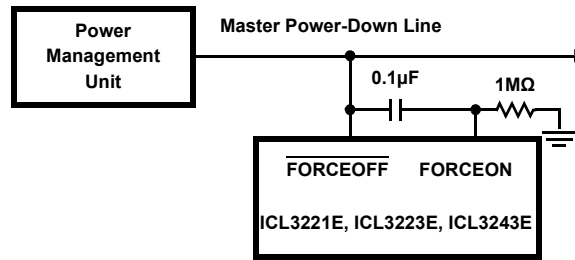 Power
Management
Unit
Master Power-Down Line
0.1μF
1MΩ
FORCEOFF FORCEON
ICL3221E, ICL3223E, ICL3243E